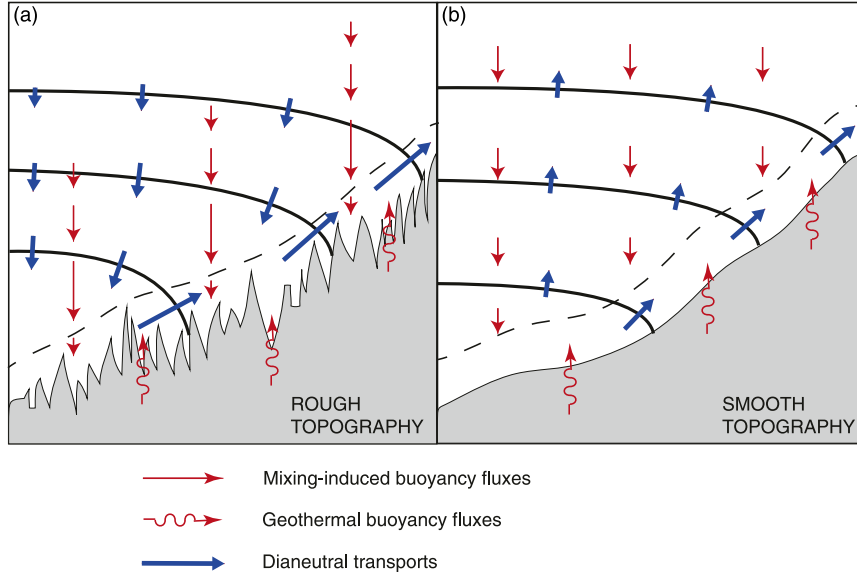 (a)
(b)
ROUGH
TOPOGRAPHY
SMOOTH
TOPOGRAPHY
Mixing-induced buoyancy fluxes
Geothermal buoyancy fluxes
Dianeutral transports